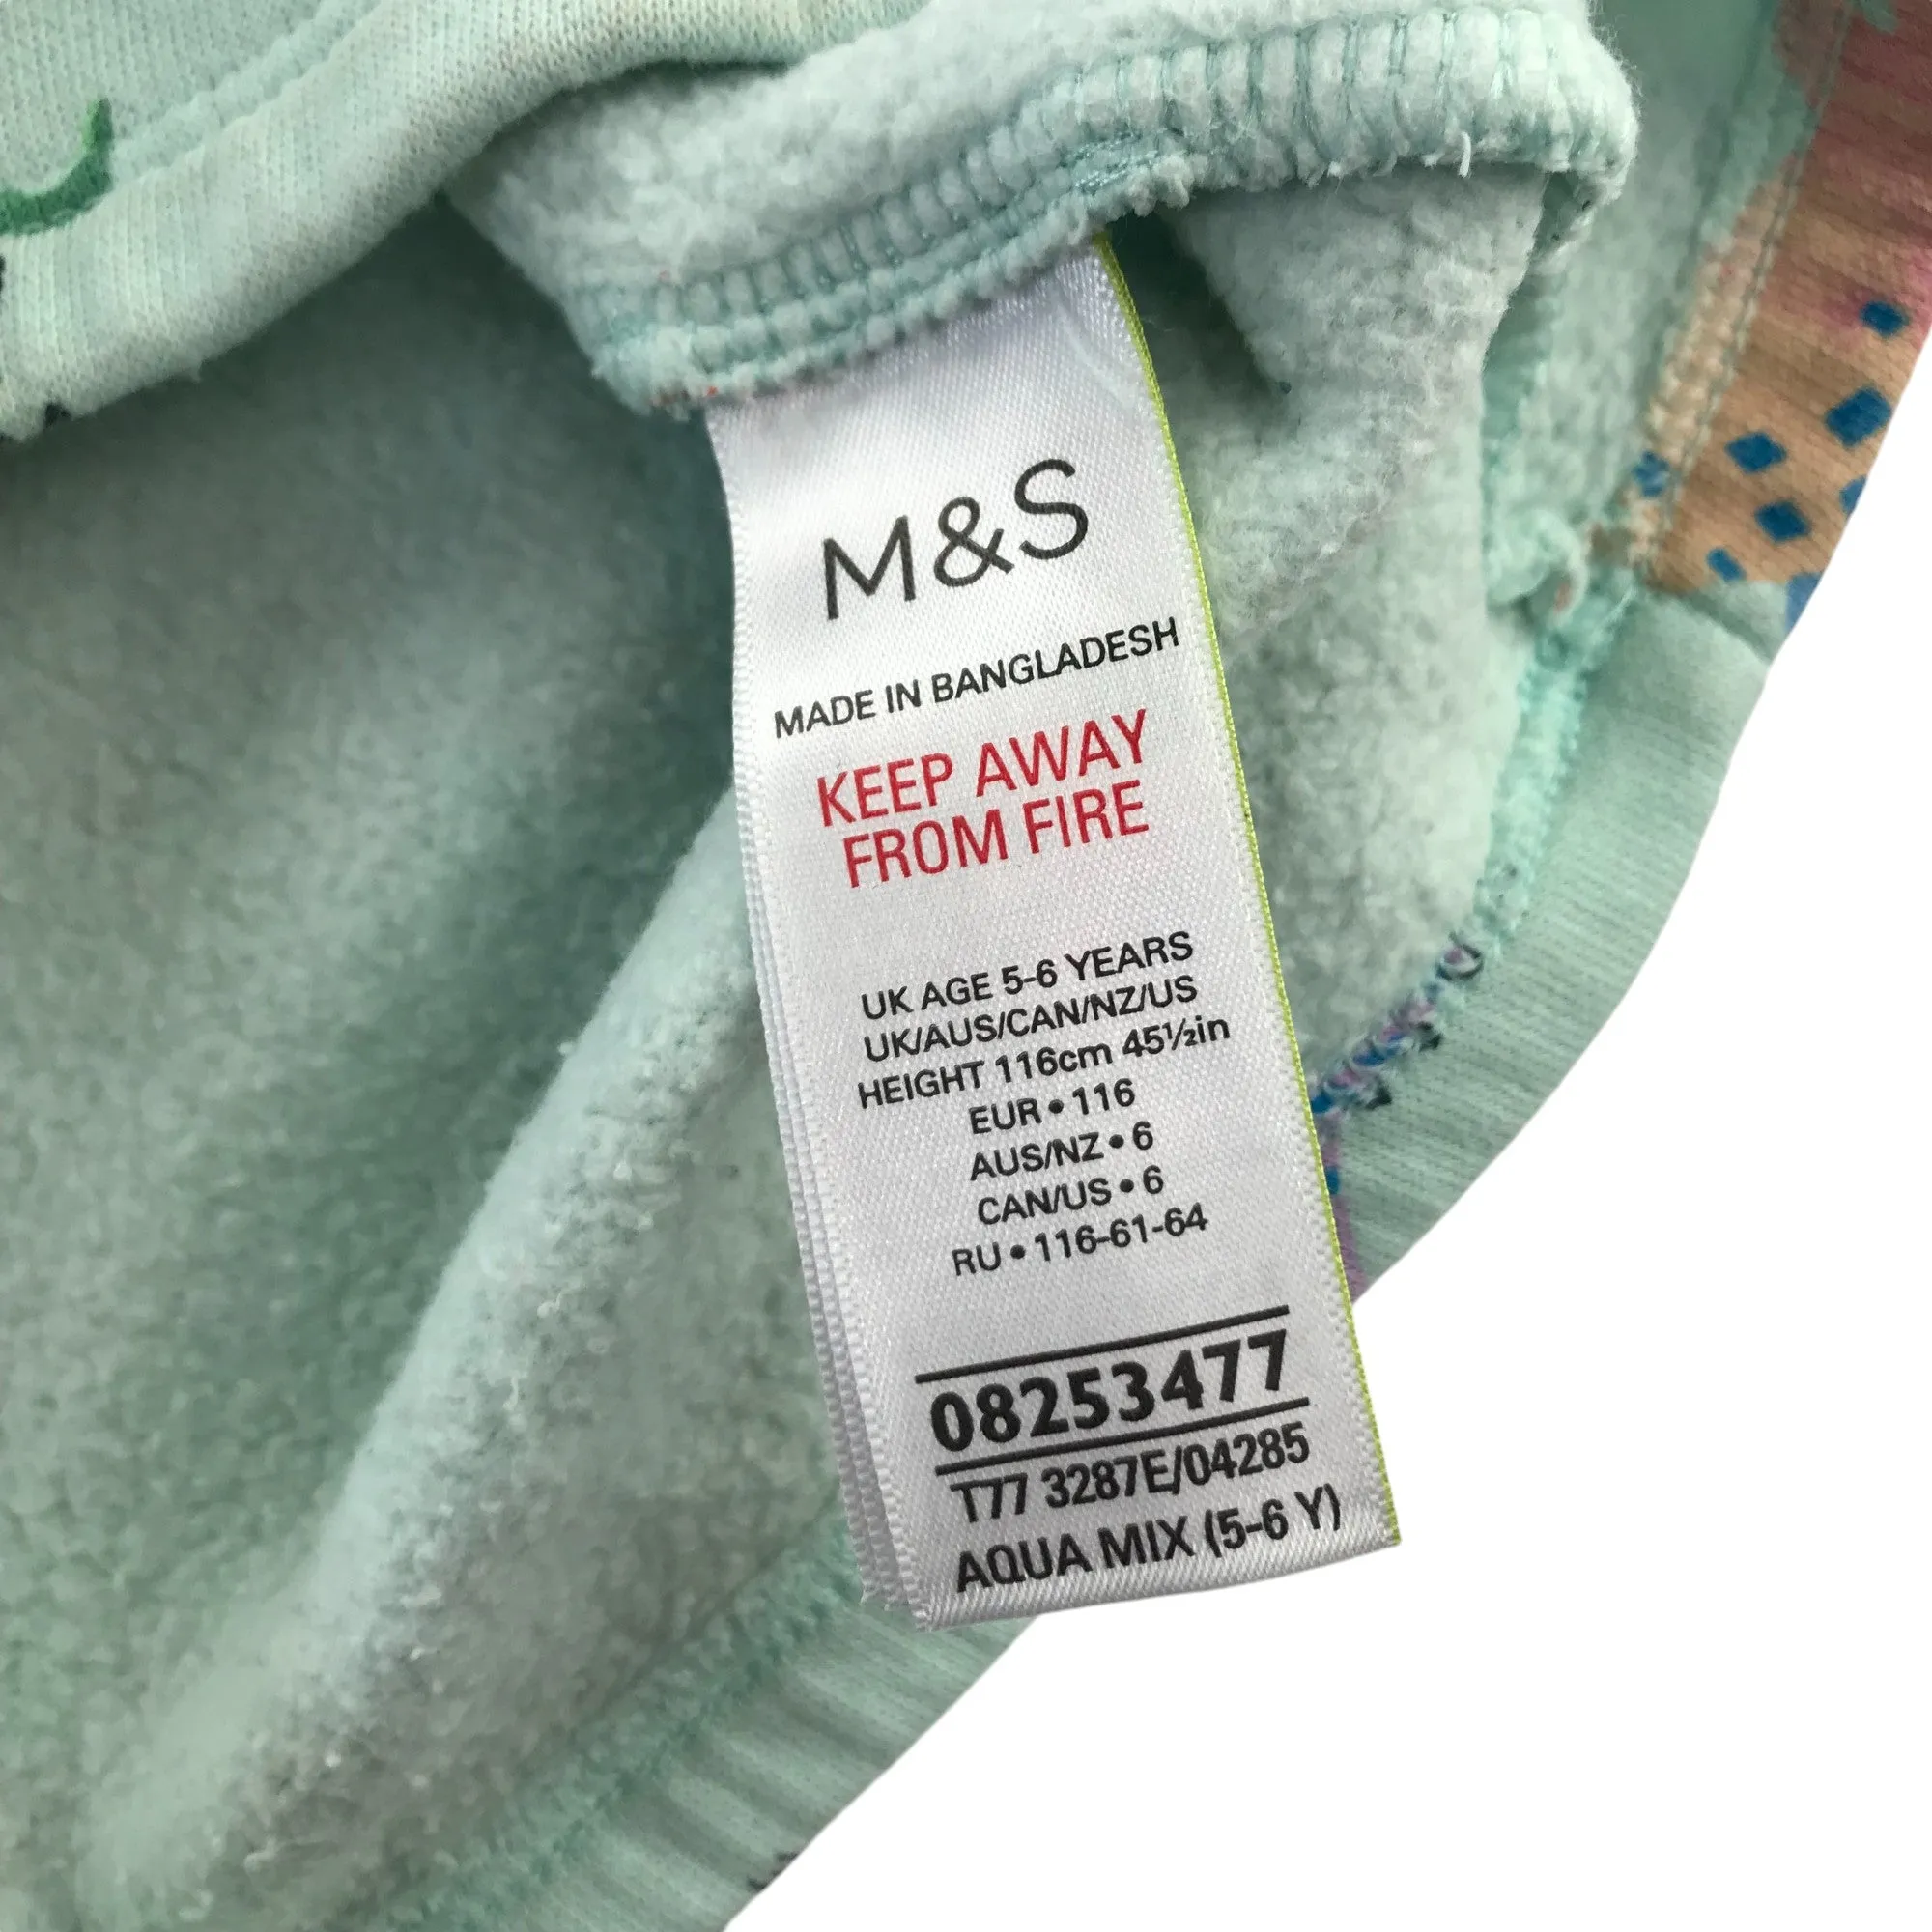 M&S
MADE IN BANGLADESH
KEEP AWAY
FROM FIRE
UK AGE 5-6 YEARS
UK/AUS/CAN/NZ/US
HEIGHT 116cm 45½in
EUR • 116
AUS/NZ • 6
CAN/US • 6
RU • 116-61-64
08253477
T77 3287E/04285
AQUA MIX (5-6 Y)